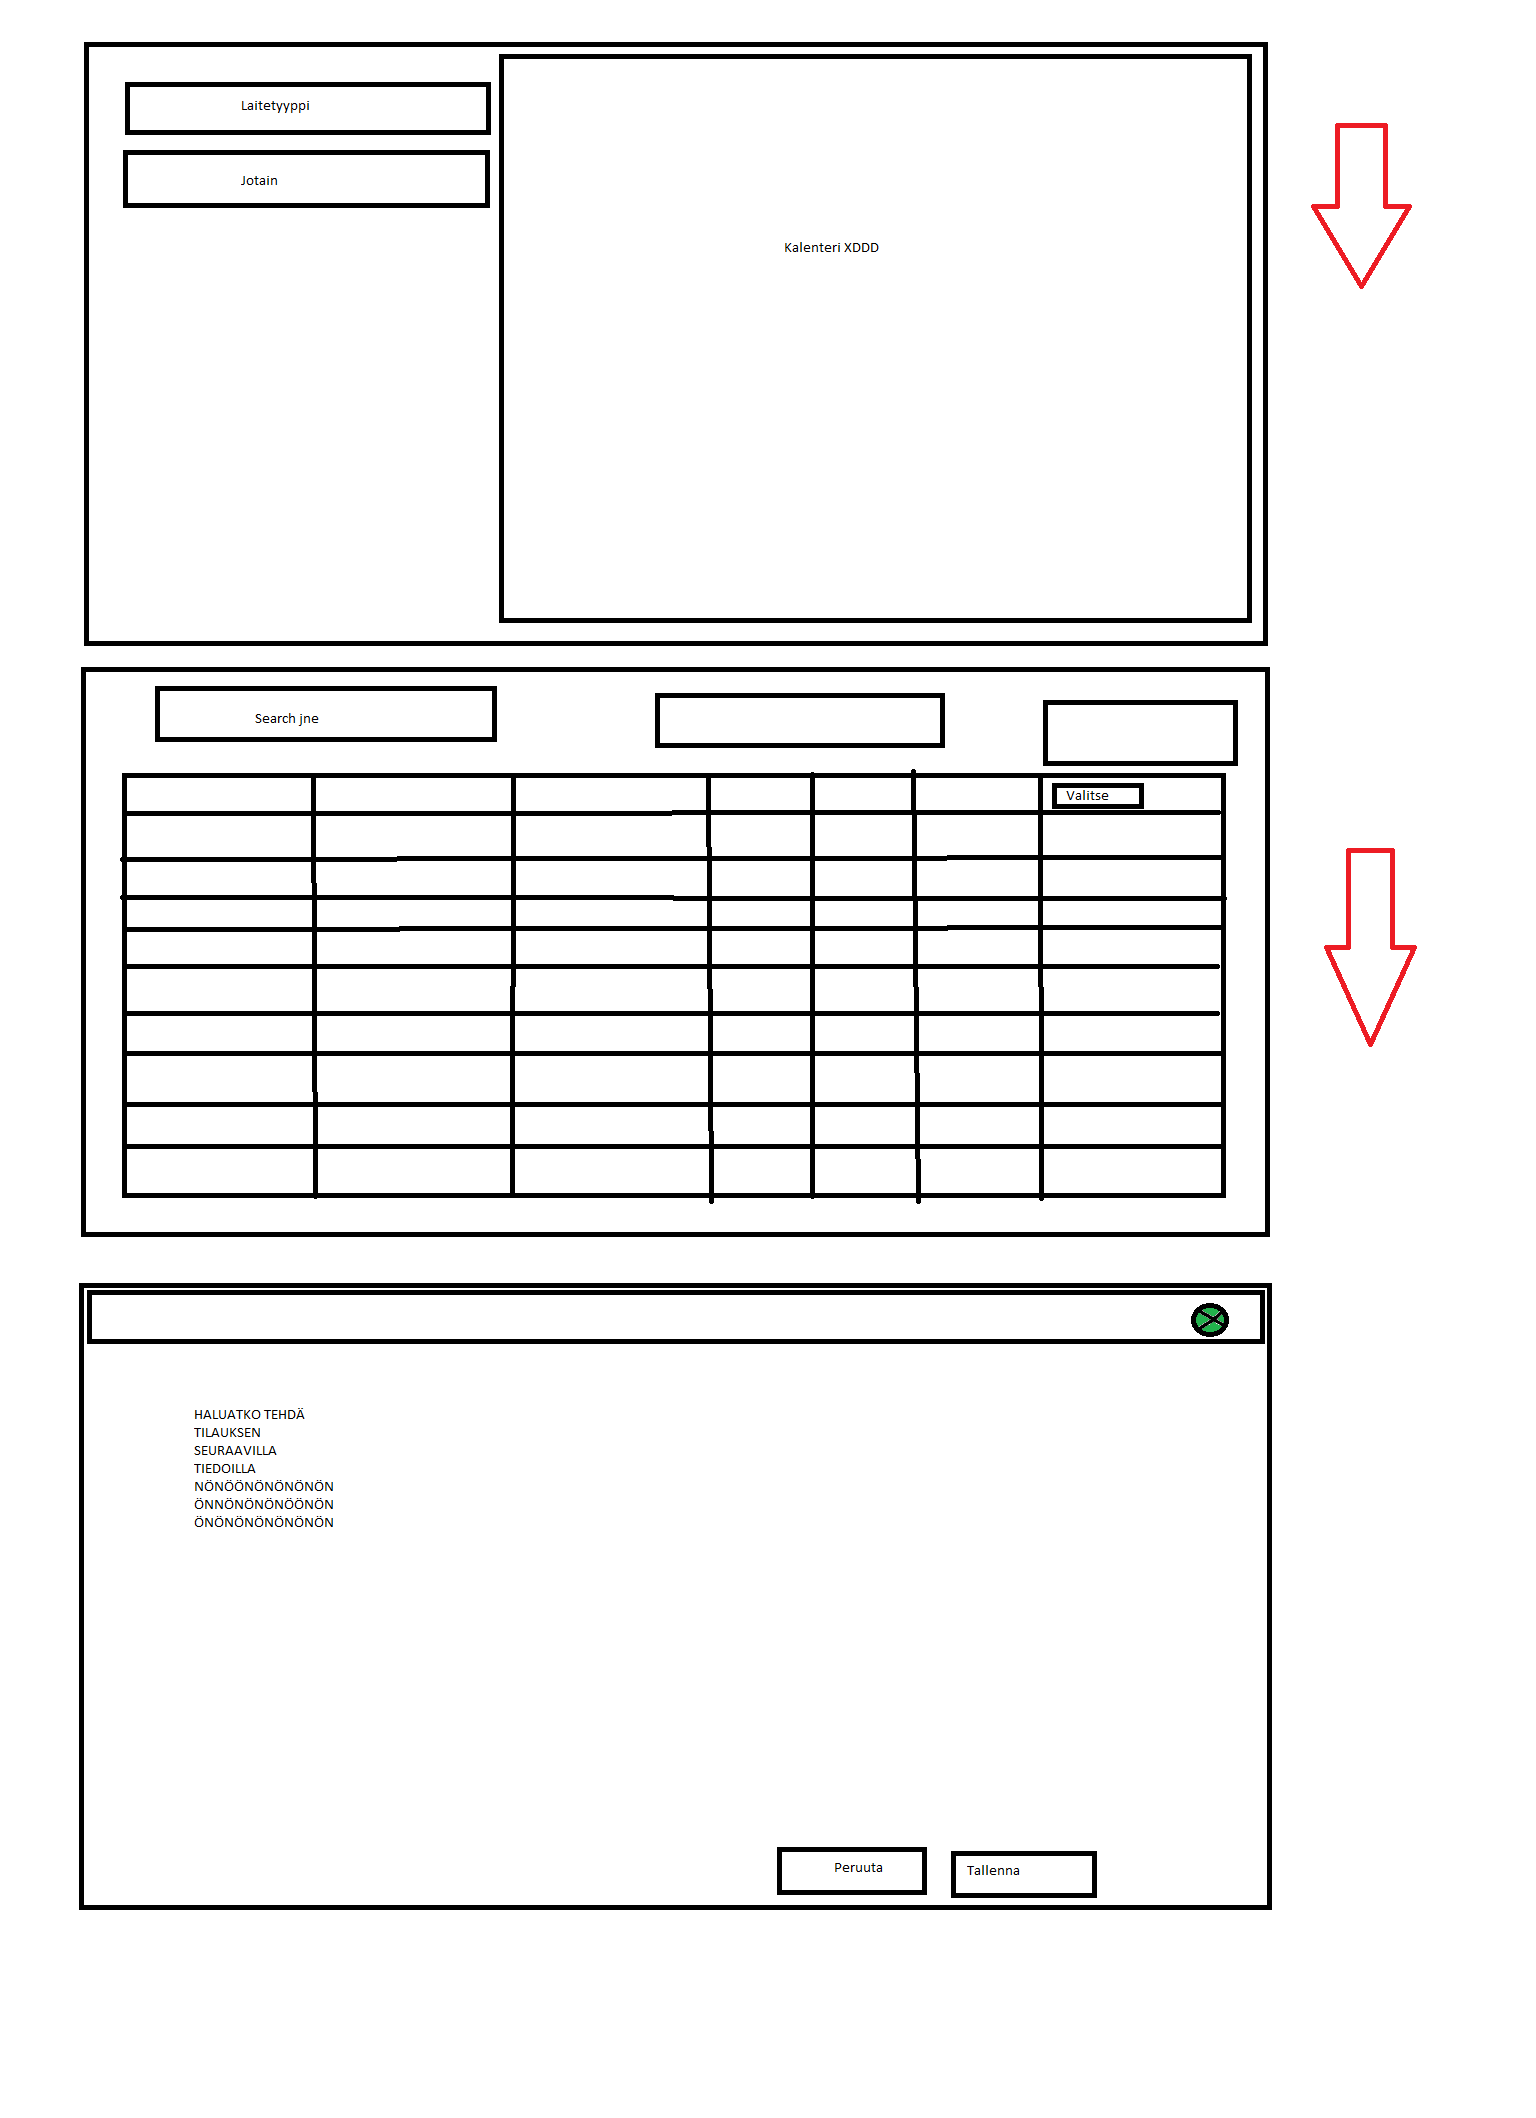 Laitetyyppi
Jotain
Kalenteri XDDD
Search jne
Valitse
HALUATKO TEHDÄ
TILAUKSEN
SEURAAVILLA
TIEDOILLA
NÖNÖÖNÖNÖNÖNÖN
ÖNNÖNÖNÖNÖÖNÖN
ÖNÖNÖNÖNÖNÖNÖN
Peruuta
Tallenna